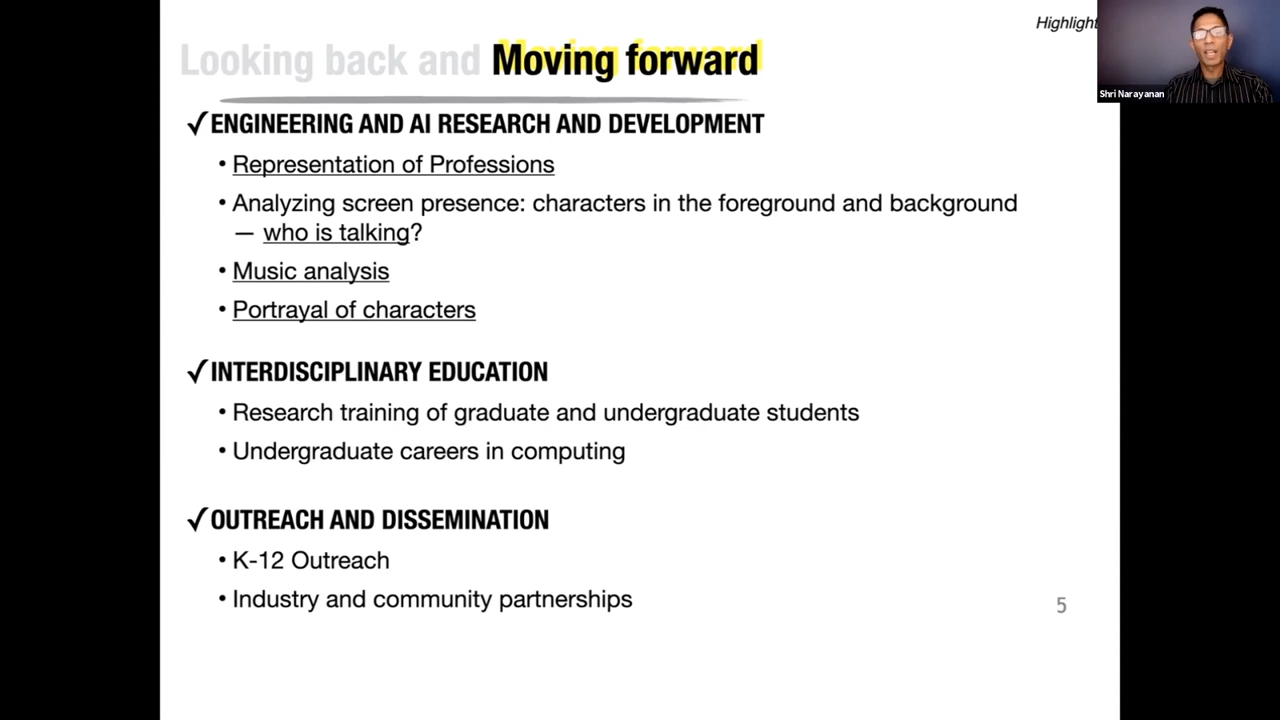 Highlight
Looking back and Moving forward
Shri Narayanan
✓ENGINEERING AND AI RESEARCH AND DEVELOPMENT
• Representation of Professions
• Analyzing screen presence: characters in the foreground and background
— who is talking?
• Music analysis
• Portrayal of characters
✓INTERDISCIPLINARY EDUCATION
• Research training of graduate and undergraduate students
• Undergraduate careers in computing
✓OUTREACH AND DISSEMINATION
• K-12 Outreach
• Industry and community partnerships
5